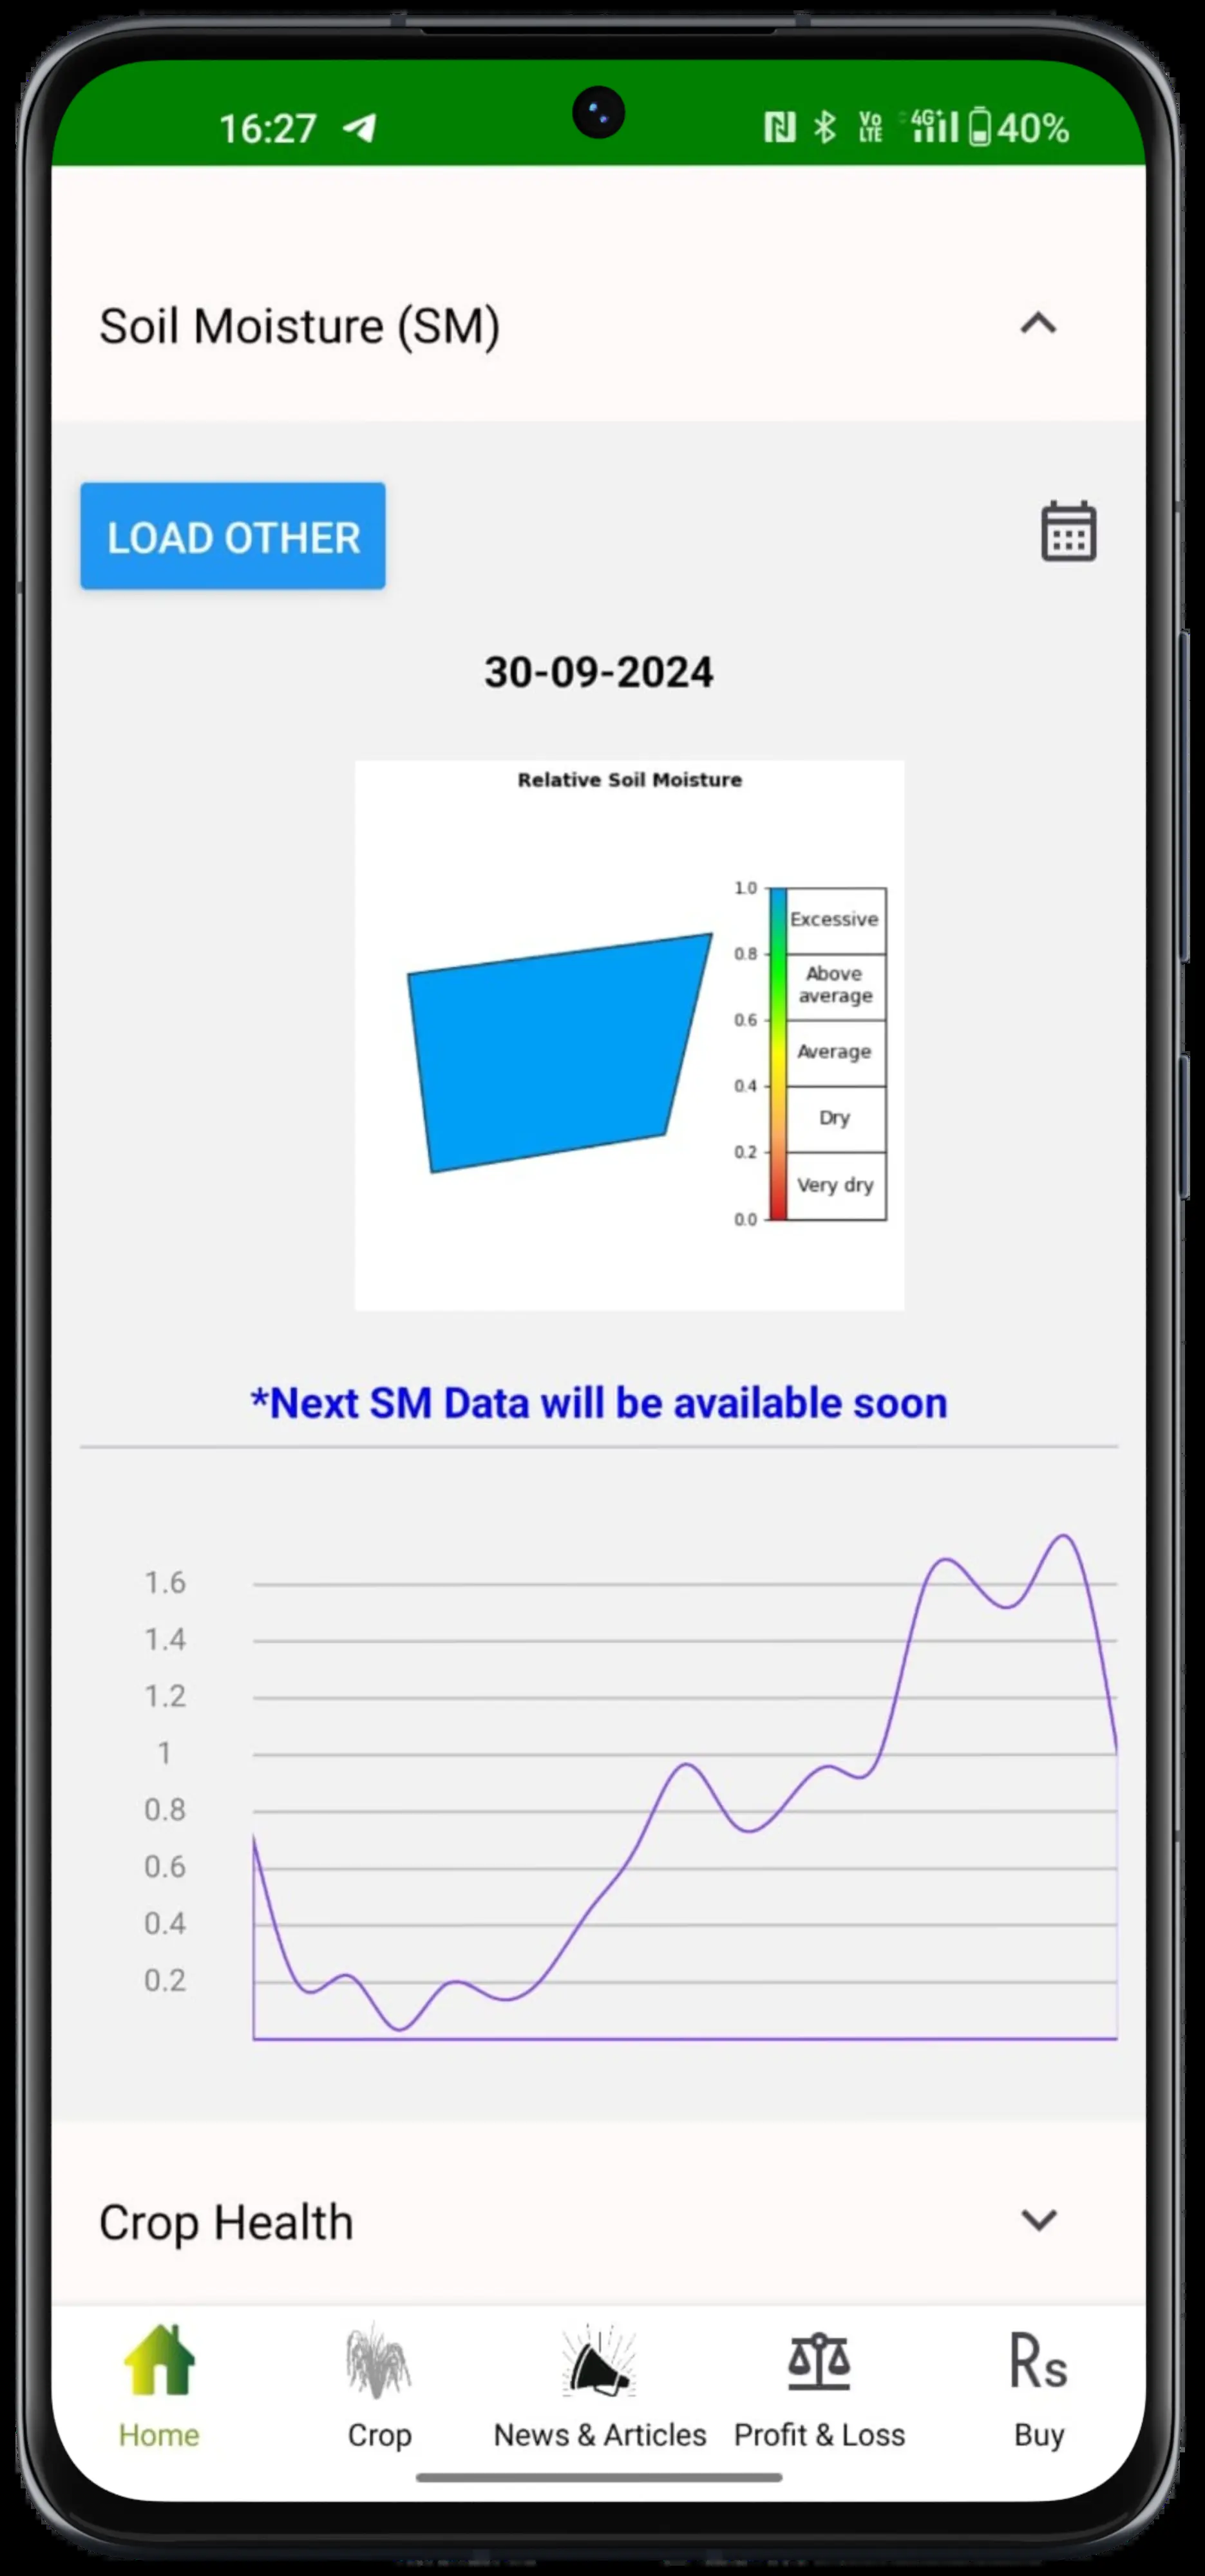 16:27 Vo LTE 4G+ 40%
Soil Moisture (SM)
LOAD OTHER
30-09-2024
Relative Soil Moisture
1.0
Excessive
0.8
Above
average
0.6
Average
0.4
Dry
0.2
Very dry
0.0
*Next SM Data will be available soon
1.6
1.4
1.2
1
0.8
0.6
0.4
0.2
Crop Health
Rs
Home Crop News & Articles Profit & Loss Buy